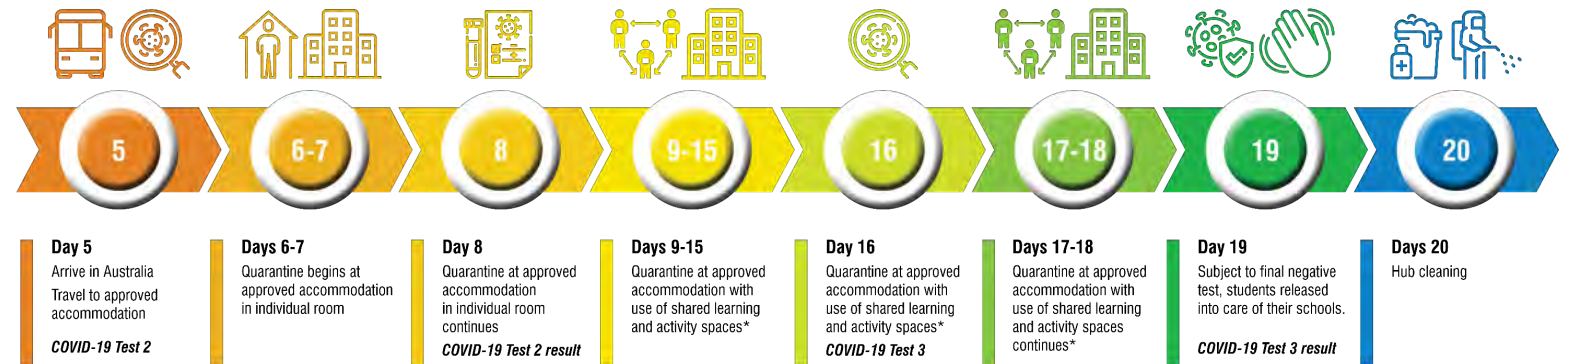 5
6-7
8
9-15
16
17-18
19
20
Day 5
Arrive in Australia
Travel to approved
accommodation
COVID-19 Test 2
Days 6-7
Quarantine begins at
approved accommodation
in individual room
Day 8
Quarantine at approved
accommodation
in individual room
continues
COVID-19 Test 2 result
Days 9-15
Quarantine at approved
accommodation with
use of shared learning
and activity spaces*
Day 16
Quarantine at approved
accommodation with
use of shared learning
and activity spaces*
COVID-19 Test 3
Days 17-18
Quarantine at approved
accommodation with
use of shared learning
and activity spaces
continues*
Day 19
Subject to final negative
test, students released
into care of their schools.
COVID-19 Test 3 result
Days 20
Hub cleaning